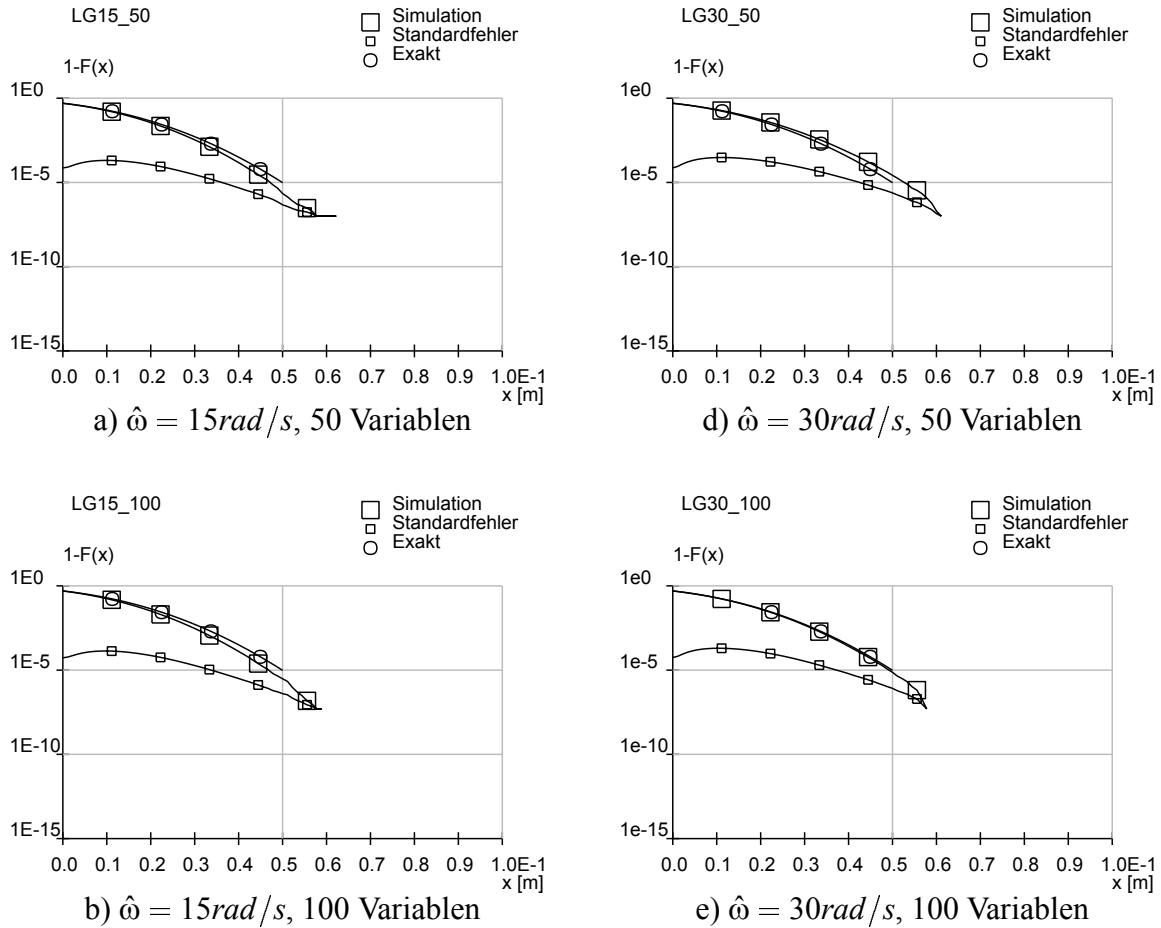 LG15_50
Simulation
Standardfehler
Exakt
1-F(x)
1E0
1E-5
1E-10
1E-15
0.0 0.1 0.2 0.3 0.4 0.5 0.6 0.7 0.8 0.9 1.0E-1
x [m]
a) ω̂ = 15rad/s, 50 Variablen
LG30_50
Simulation
Standardfehler
Exakt
1-F(x)
1e0
1e-5
1e-10
1e-15
0.0 0.1 0.2 0.3 0.4 0.5 0.6 0.7 0.8 0.9 1.0E-1
x [m]
d) ω̂ = 30rad/s, 50 Variablen
LG15_100
Simulation
Standardfehler
Exakt
1-F(x)
1E0
1E-5
1E-10
1E-15
0.0 0.1 0.2 0.3 0.4 0.5 0.6 0.7 0.8 0.9 1.0E-1
x [m]
b) ω̂ = 15rad/s, 100 Variablen
LG30_100
Simulation
Standardfehler
Exakt
1-F(x)
1e0
1e-5
1e-10
1e-15
0.0 0.1 0.2 0.3 0.4 0.5 0.6 0.7 0.8 0.9 1.0E-1
x [m]
e) ω̂ = 30rad/s, 100 Variablen